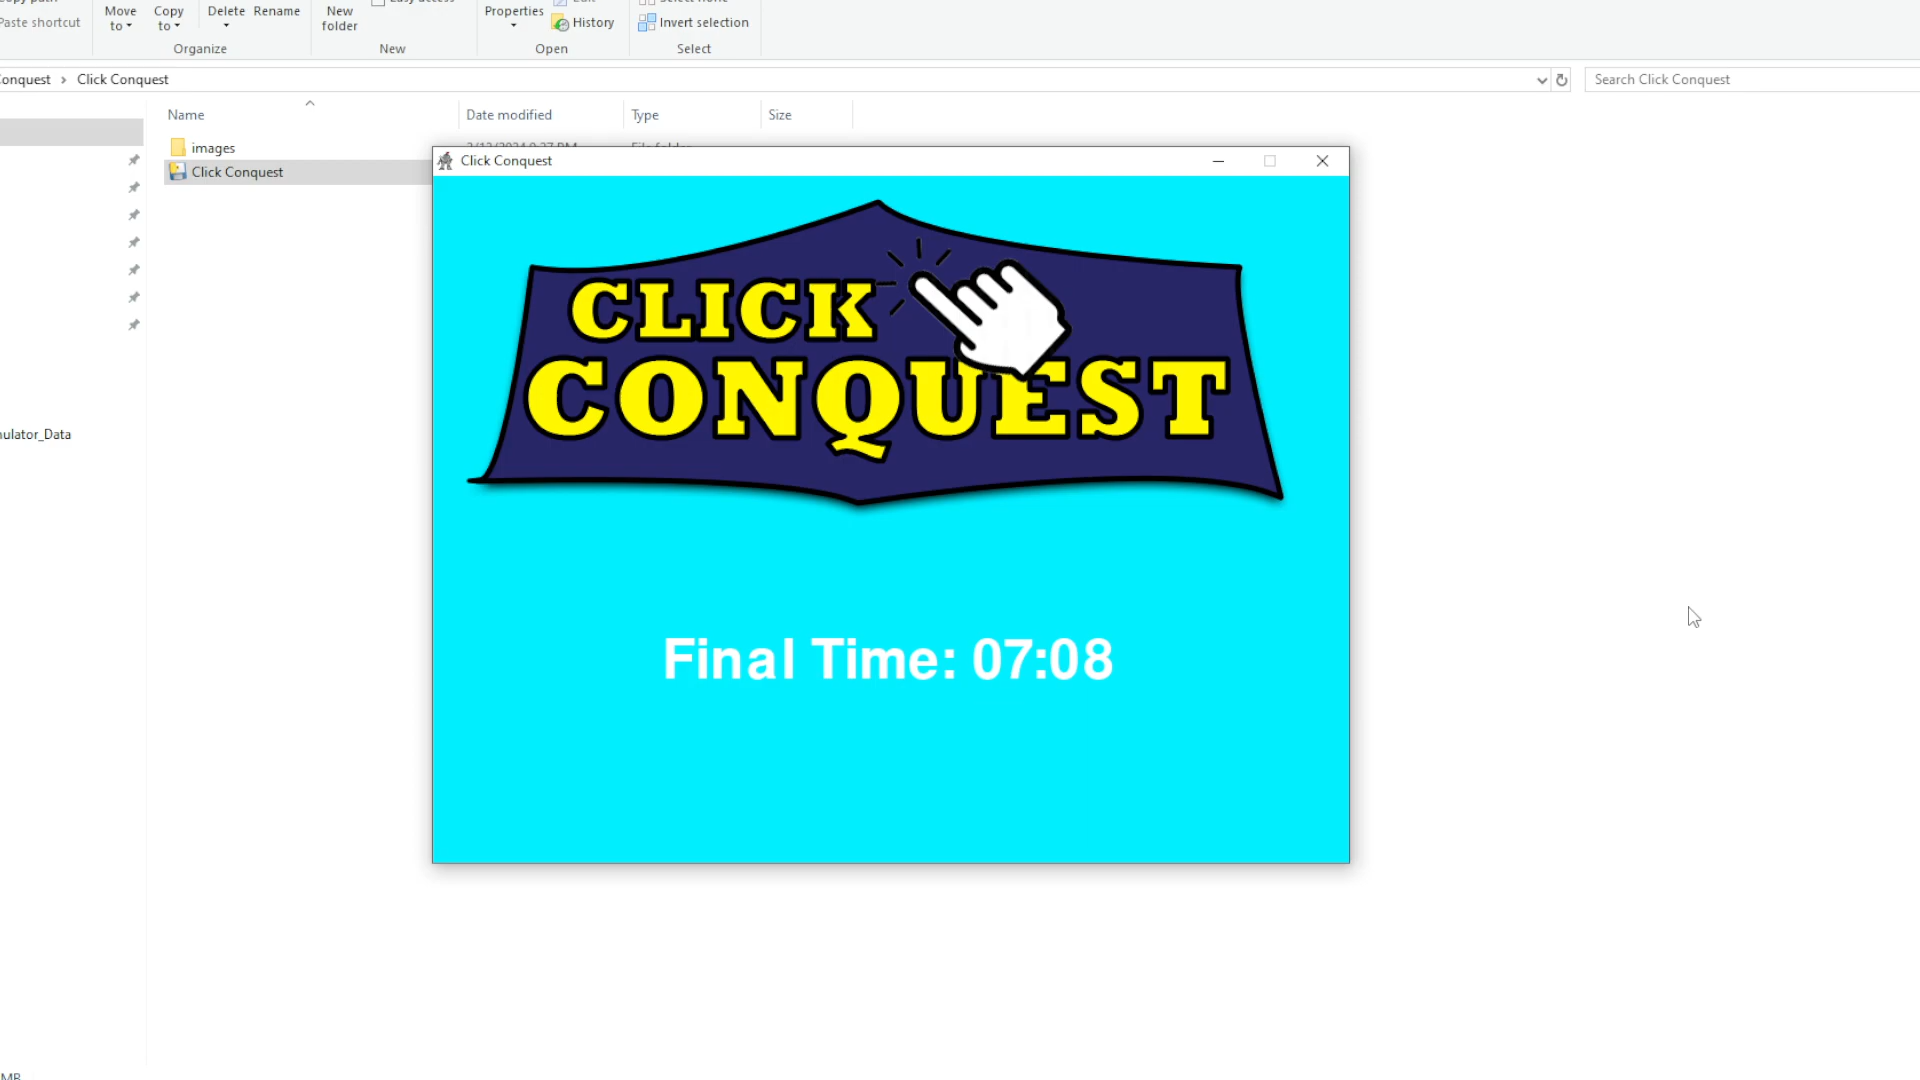 Paste shortcut
Move to
Copy to
Delete
Rename
New folder
Properties
History
Invert selection
Organize
New
Open
Select
Click Conquest
Search Click Conquest
Name
Date modified
Type
Size
images
Click Conquest
Click Conquest
CLICK
CONQUEST
Final Time: 07:08
ulator_Data
MB